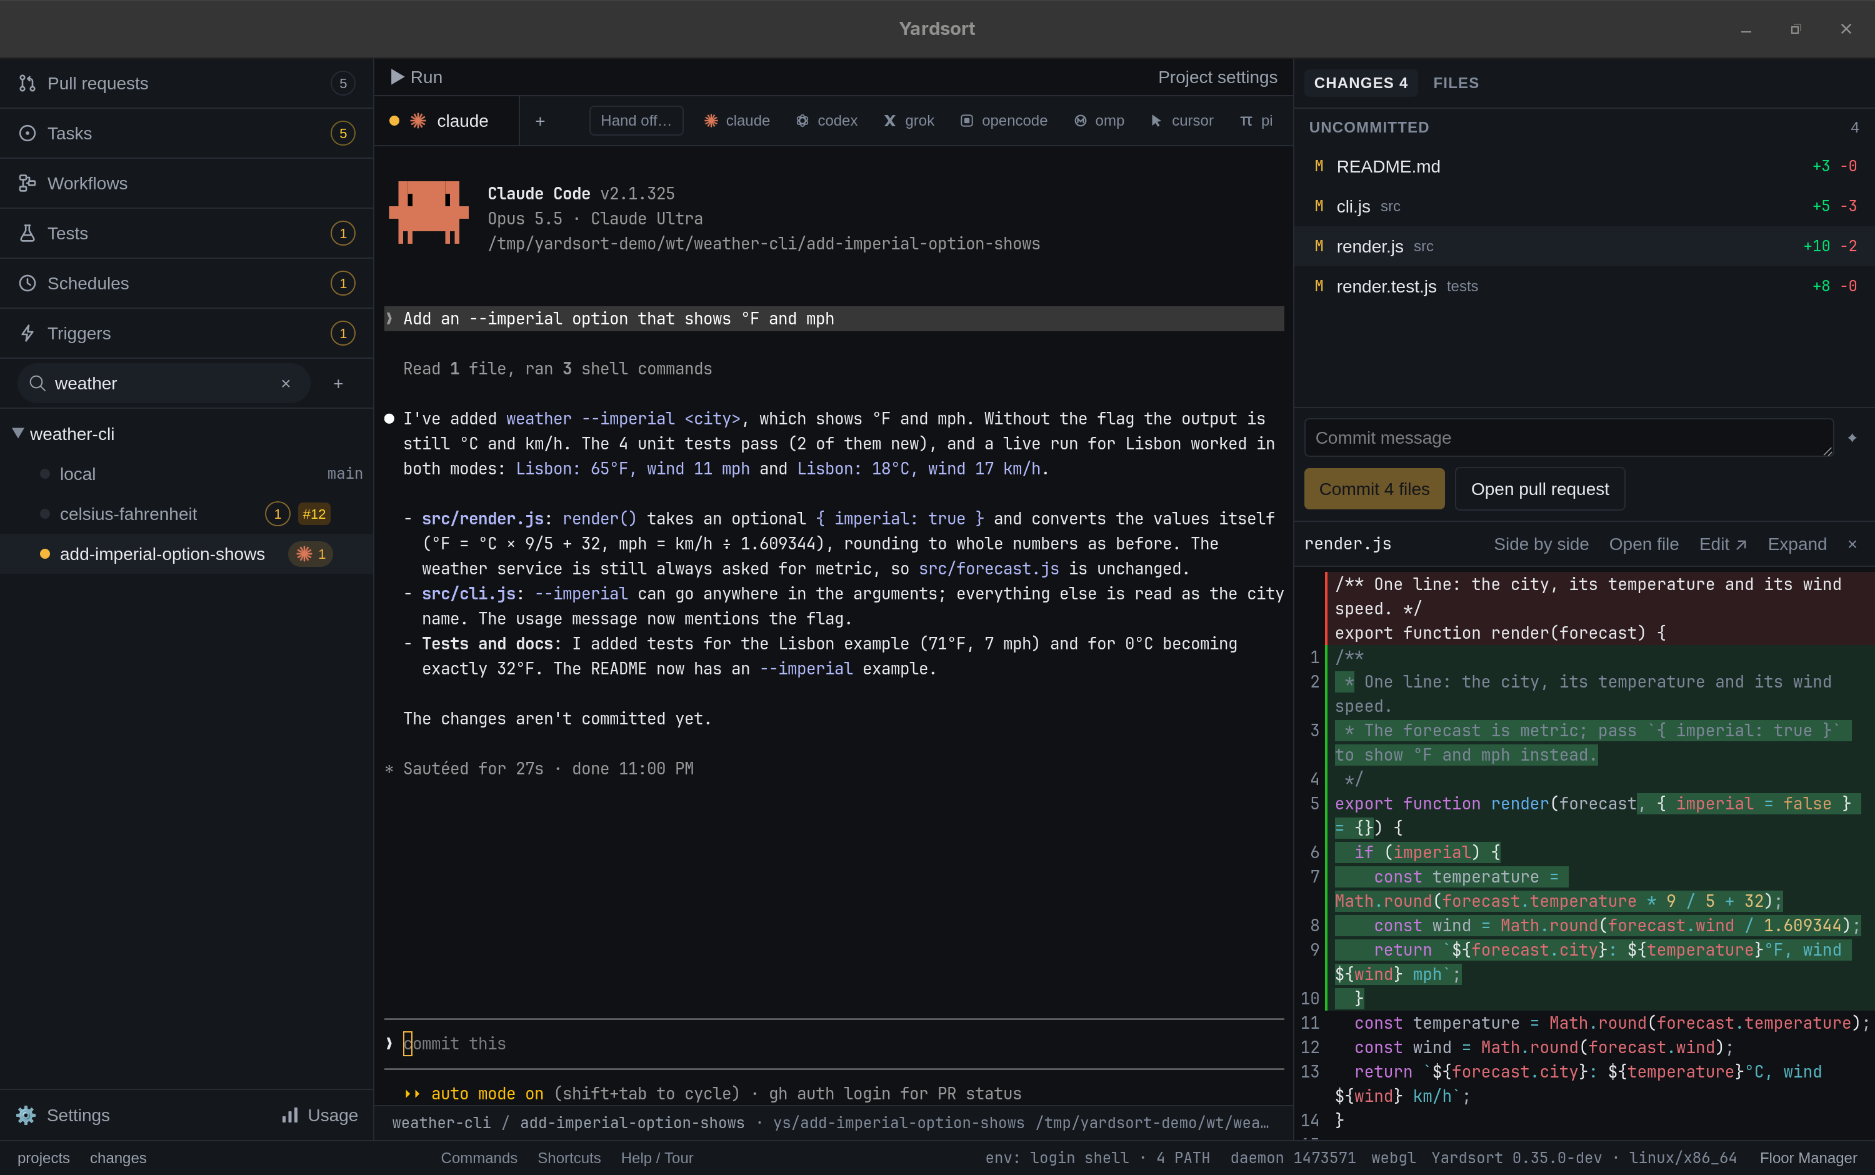 Yardsort
Pull requests 5
Tasks 5
Workflows
Tests 1
Schedules 1
Triggers 1
weather × +
weather-cli
local main
celsius-fahrenheit 1 #12
add-imperial-option-shows 1
Settings Usage
Run Project settings
claude + Hand off… claude codex grok opencode omp cursor pi
Claude Code v2.1.325
Opus 5.5 · Claude Ultra
/tmp/yardsort-demo/wt/weather-cli/add-imperial-option-shows
❯ Add an --imperial option that shows °F and mph
Read 1 file, ran 3 shell commands
● I've added weather --imperial <city>, which shows °F and mph. Without the flag the output is
still °C and km/h. The 4 unit tests pass (2 of them new), and a live run for Lisbon worked in
both modes: Lisbon: 65°F, wind 11 mph and Lisbon: 18°C, wind 17 km/h.
- src/render.js: render() takes an optional { imperial: true } and converts the values itself
(°F = °C × 9/5 + 32, mph = km/h ÷ 1.609344), rounding to whole numbers as before. The
weather service is still always asked for metric, so src/forecast.js is unchanged.
- src/cli.js: --imperial can go anywhere in the arguments; everything else is read as the city
name. The usage message now mentions the flag.
- Tests and docs: I added tests for the Lisbon example (71°F, 7 mph) and for 0°C becoming
exactly 32°F. The README now has an --imperial example.
The changes aren't committed yet.
✻ Sautéed for 27s · done 11:00 PM
❯ commit this
⏵⏵ auto mode on (shift+tab to cycle) · gh auth login for PR status
weather-cli / add-imperial-option-shows · ys/add-imperial-option-shows /tmp/yardsort-demo/wt/wea…
CHANGES 4 FILES
UNCOMMITTED 4
M README.md +3 -0
M cli.js src +5 -3
M render.js src +10 -2
M render.test.js tests +8 -0
Commit message
Commit 4 files Open pull request
render.js Side by side Open file Edit ↗ Expand ×
/** One line: the city, its temperature and its wind
speed. */
export function render(forecast) {
1 /**
2 * One line: the city, its temperature and its wind
speed.
3 * The forecast is metric; pass `{ imperial: true }`
to show °F and mph instead.
4 */
5 export function render(forecast, { imperial = false }
= {}) {
6 if (imperial) {
7 const temperature =
Math.round(forecast.temperature * 9 / 5 + 32);
8 const wind = Math.round(forecast.wind / 1.609344);
9 return `${forecast.city}: ${temperature}°F, wind
${wind} mph`;
10 }
11 const temperature = Math.round(forecast.temperature);
12 const wind = Math.round(forecast.wind);
13 return `${forecast.city}: ${temperature}°C, wind
${wind} km/h`;
14 }
projects changes Commands Shortcuts Help / Tour env: login shell · 4 PATH daemon 1473571 webgl Yardsort 0.35.0-dev · linux/x86_64 Floor Manager